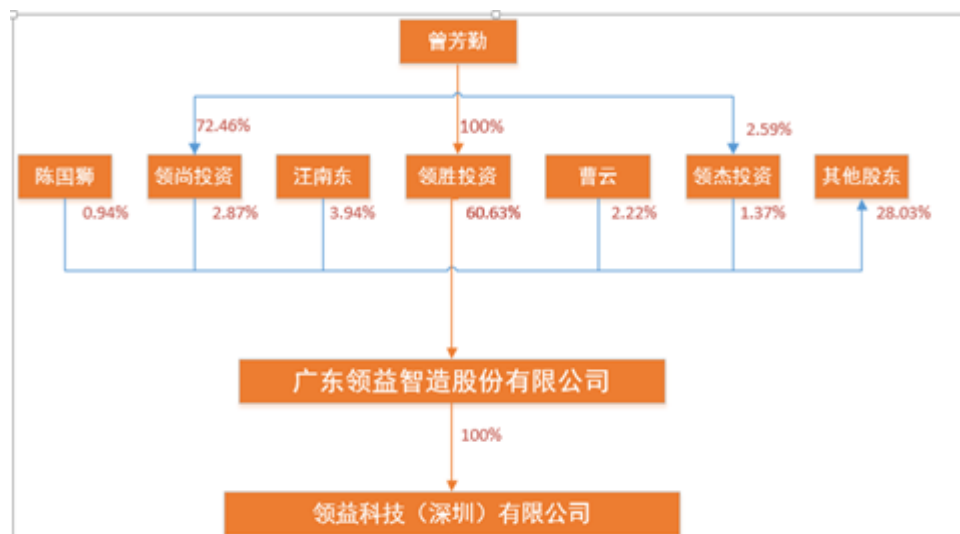 曾芳勤
72.46%
100%
2.59%
陈国狮
领尚投资
汪南东
领胜投资
曹云
领杰投资
其他股东
0.94%
2.87%
3.94%
60.63%
2.22%
1.37%
28.03%
广东领益智造股份有限公司
100%
领益科技（深圳）有限公司